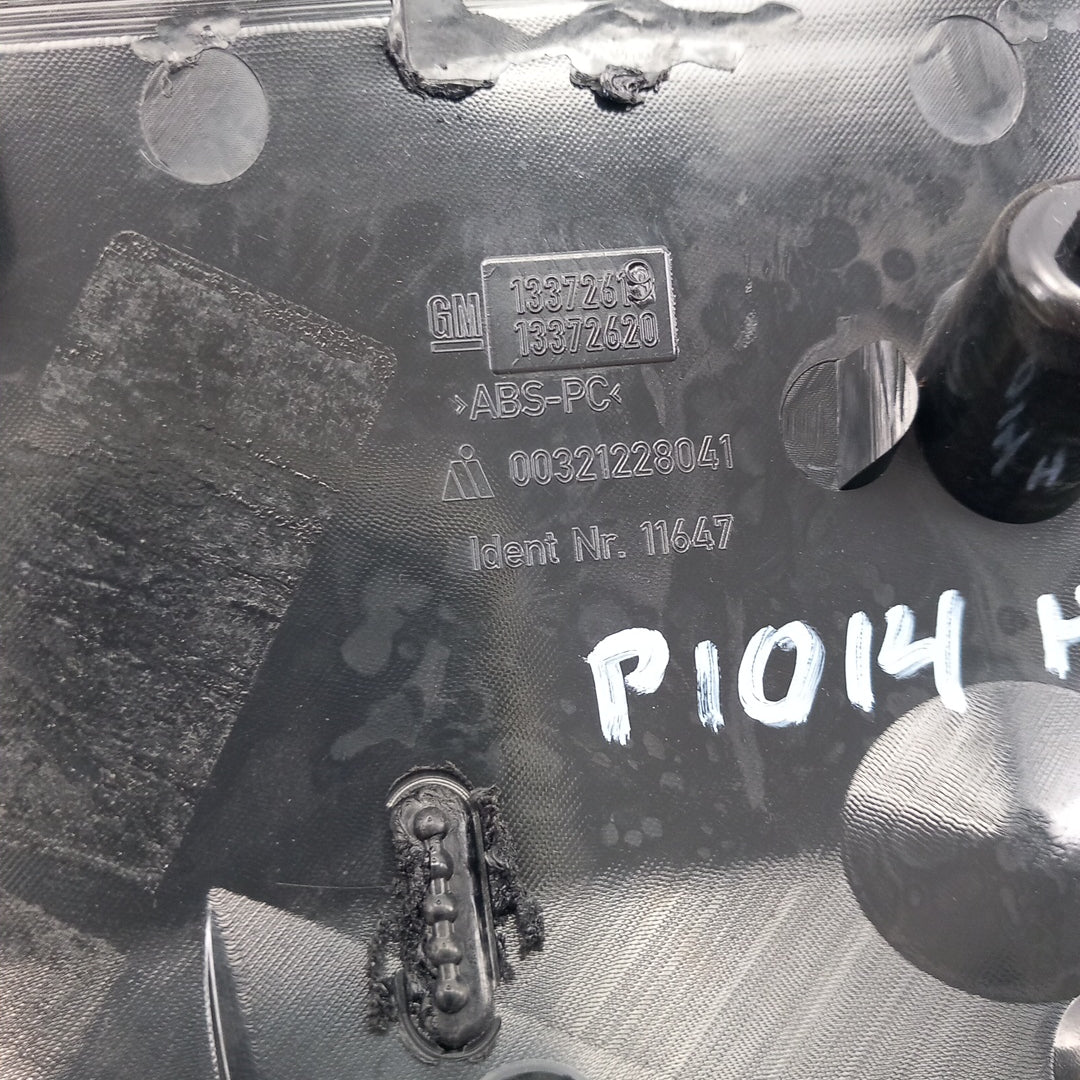 GM 13372619
13372620
>ABS-PC<
00321228041
Ident Nr. 11647
P1014 H